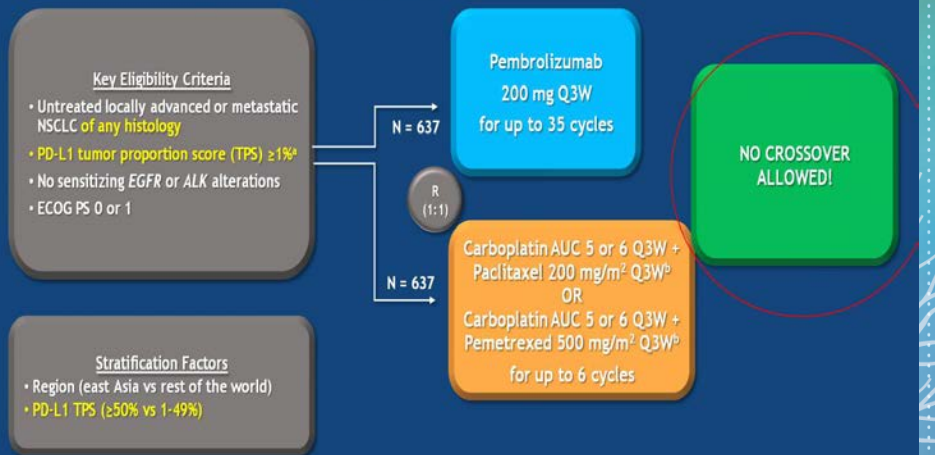 Key Eligibility Criteria
• Untreated locally advanced or metastatic
NSCLC of any histology
• PD-L1 tumor proportion score (TPS) ≥1%ᵃ
• No sensitizing EGFR or ALK alterations
• ECOG PS 0 or 1
Stratification Factors
• Region (east Asia vs rest of the world)
• PD-L1 TPS (≥50% vs 1-49%)
N = 637
R
(1:1)
N = 637
Pembrolizumab
200 mg Q3W
for up to 35 cycles
Carboplatin AUC 5 or 6 Q3W +
Paclitaxel 200 mg/m² Q3Wᵇ
OR
Carboplatin AUC 5 or 6 Q3W +
Pemetrexed 500 mg/m² Q3Wᵇ
for up to 6 cycles
NO CROSSOVER
ALLOWED!